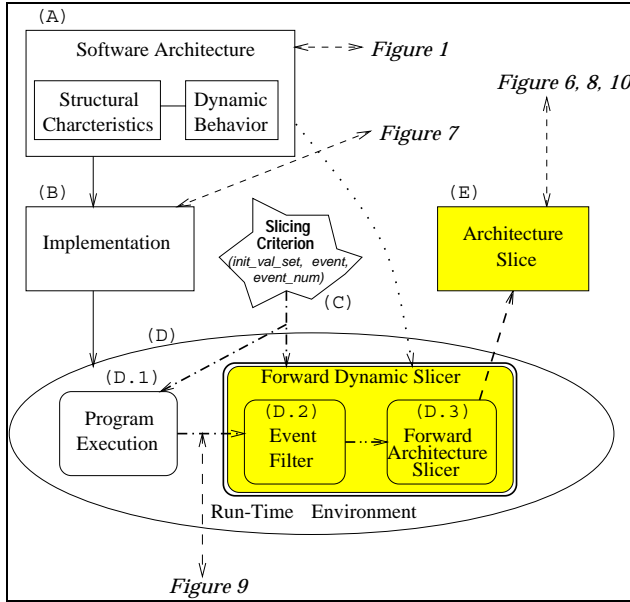 (A)
Software Architecture
Structural
Charcteristics
Dynamic
Behavior
Figure 1
Figure 6, 8, 10
Figure 7
(B)
Implementation
Slicing
Criterion
(init_val_set, event,
event_num)
(C)
(E)
Architecture
Slice
(D)
(D.1)
Program
Execution
Forward Dynamic Slicer
(D.2)
Event
Filter
(D.3)
Forward
Architecture
Slicer
Run-Time Environment
Figure 9